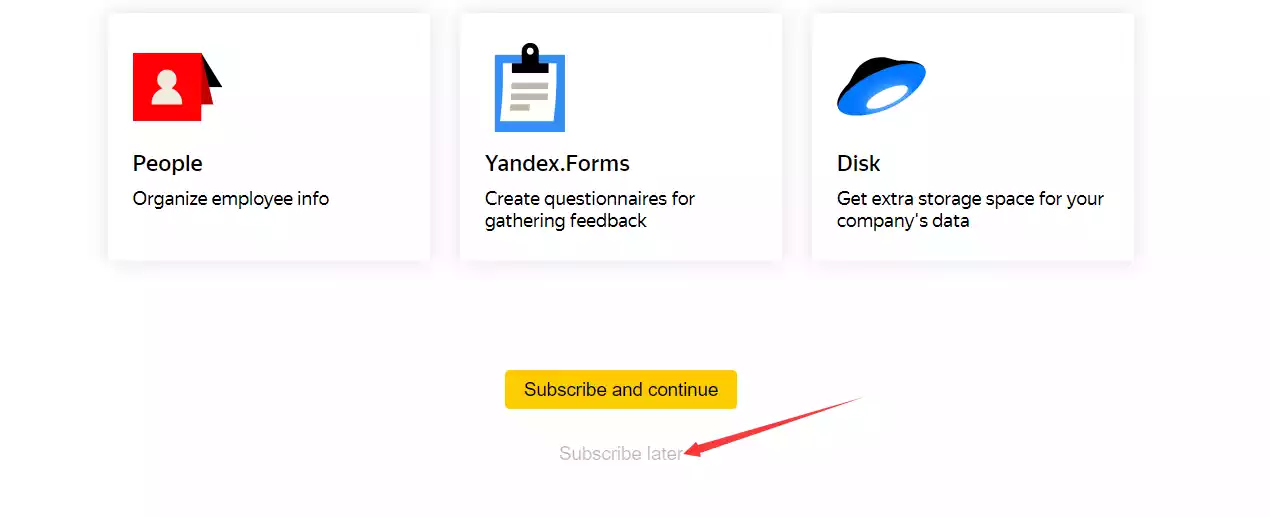 People
Organize employee info
Yandex.Forms
Create questionnaires for
gathering feedback
Disk
Get extra storage space for your
company's data
Subscribe and continue
Subscribe later